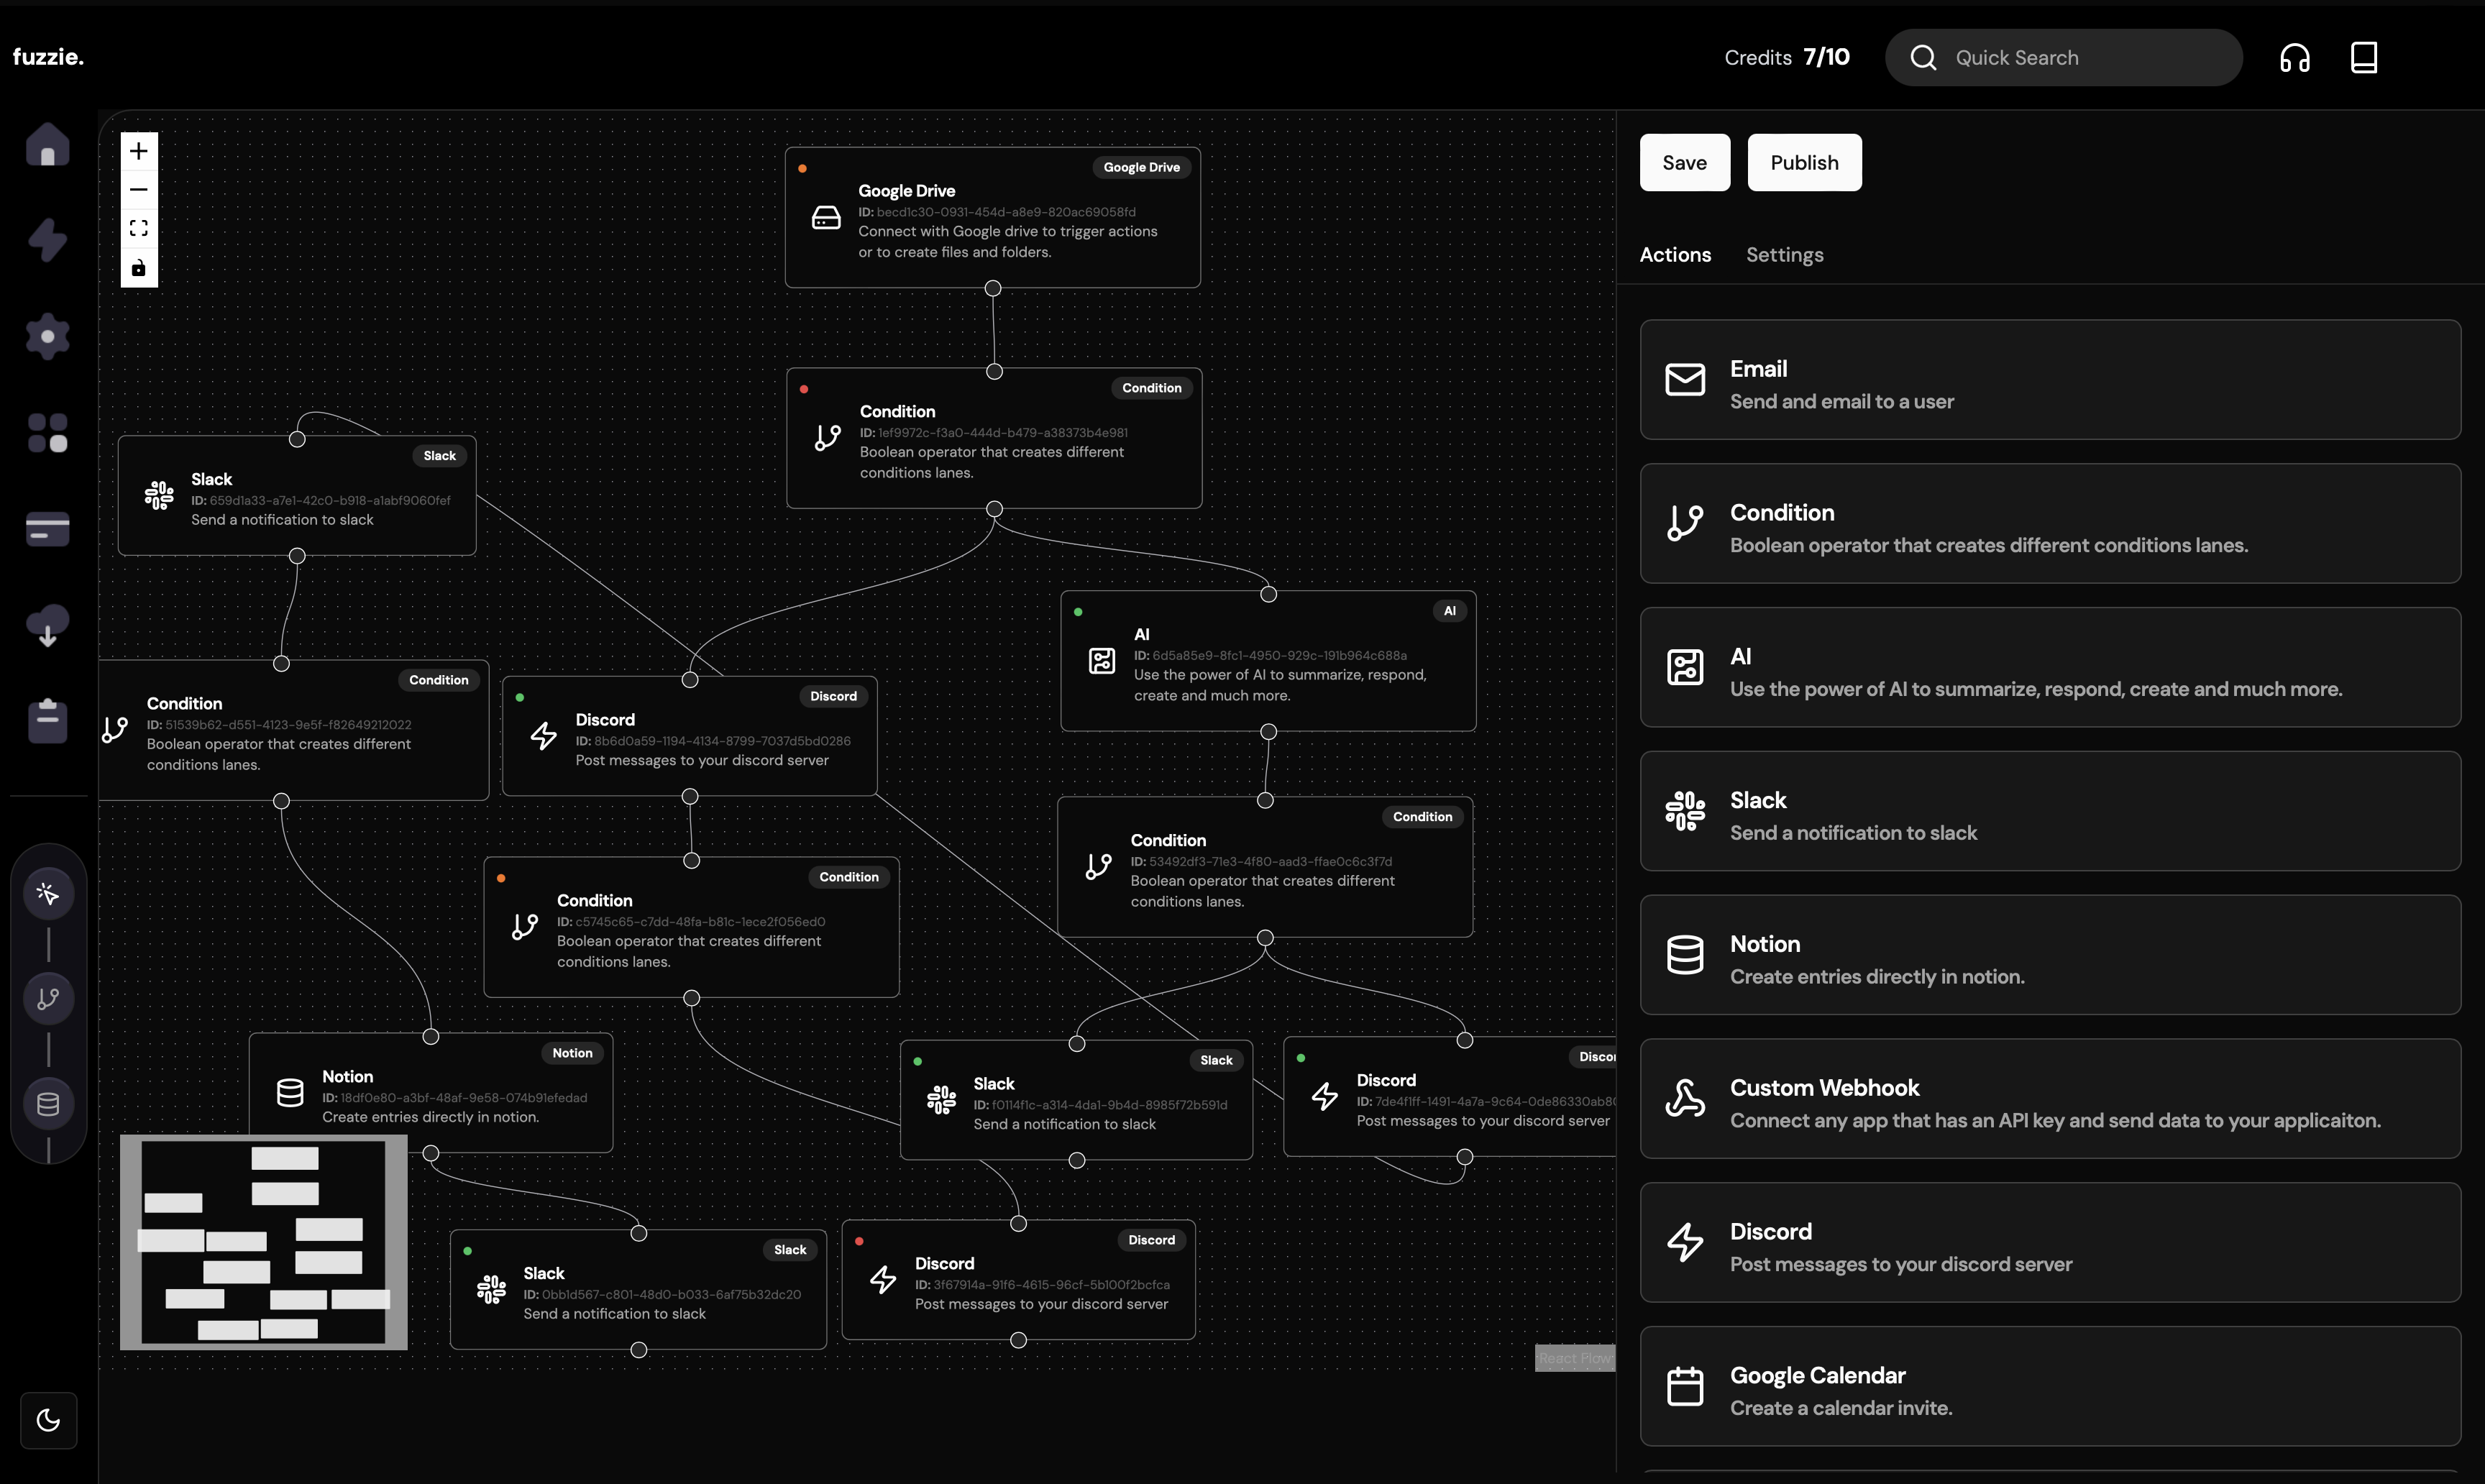 fuzzie.
Credits 7/10
Quick Search
Google Drive
Google Drive
ID: becd1c30-0931-454d-a8e9-820ac69058fd
Connect with Google drive to trigger actions
or to create files and folders.
Condition
Condition
ID: 1ef9972c-f3a0-444d-b479-a38373b4e981
Boolean operator that creates different
conditions lanes.
Slack
Slack
ID: 659d1a33-a7e1-42c0-b918-a1abf9060fef
Send a notification to slack
AI
AI
ID: 6d5a85e9-8fc1-4950-929c-191b964c688a
Use the power of AI to summarize, respond,
create and much more.
Condition
Condition
ID: 51539b62-d551-4123-9e5f-f82649212022
Boolean operator that creates different
conditions lanes.
Discord
Discord
ID: 8b6d0a59-1194-4134-8799-7037d5bd0286
Post messages to your discord server
Condition
Condition
ID: 53492df3-71e3-4f80-aad3-ffae0c6c3f7d
Boolean operator that creates different
conditions lanes.
Condition
Condition
ID: c5745c65-c7dd-48fa-b81c-1ece2f056ed0
Boolean operator that creates different
conditions lanes.
Notion
Notion
ID: 18df0e80-a3bf-48af-9e58-074b91efedad
Create entries directly in notion.
Slack
Slack
ID: f0114f1c-a314-4da1-9b4d-8985f72b591d
Send a notification to slack
Discor
Discord
ID: 7de4f1ff-1491-4a7a-9c64-0de86330ab80
Post messages to your discord server
Slack
Slack
ID: 0bb1d567-c801-48d0-b033-6af75b32dc20
Send a notification to slack
Discord
Discord
ID: 3f67914a-91f6-4615-96cf-5b100f2bcfca
Post messages to your discord server
React Flow
Save
Publish
Actions
Settings
Email
Send and email to a user
Condition
Boolean operator that creates different conditions lanes.
AI
Use the power of AI to summarize, respond, create and much more.
Slack
Send a notification to slack
Notion
Create entries directly in notion.
Custom Webhook
Connect any app that has an API key and send data to your applicaiton.
Discord
Post messages to your discord server
Google Calendar
Create a calendar invite.